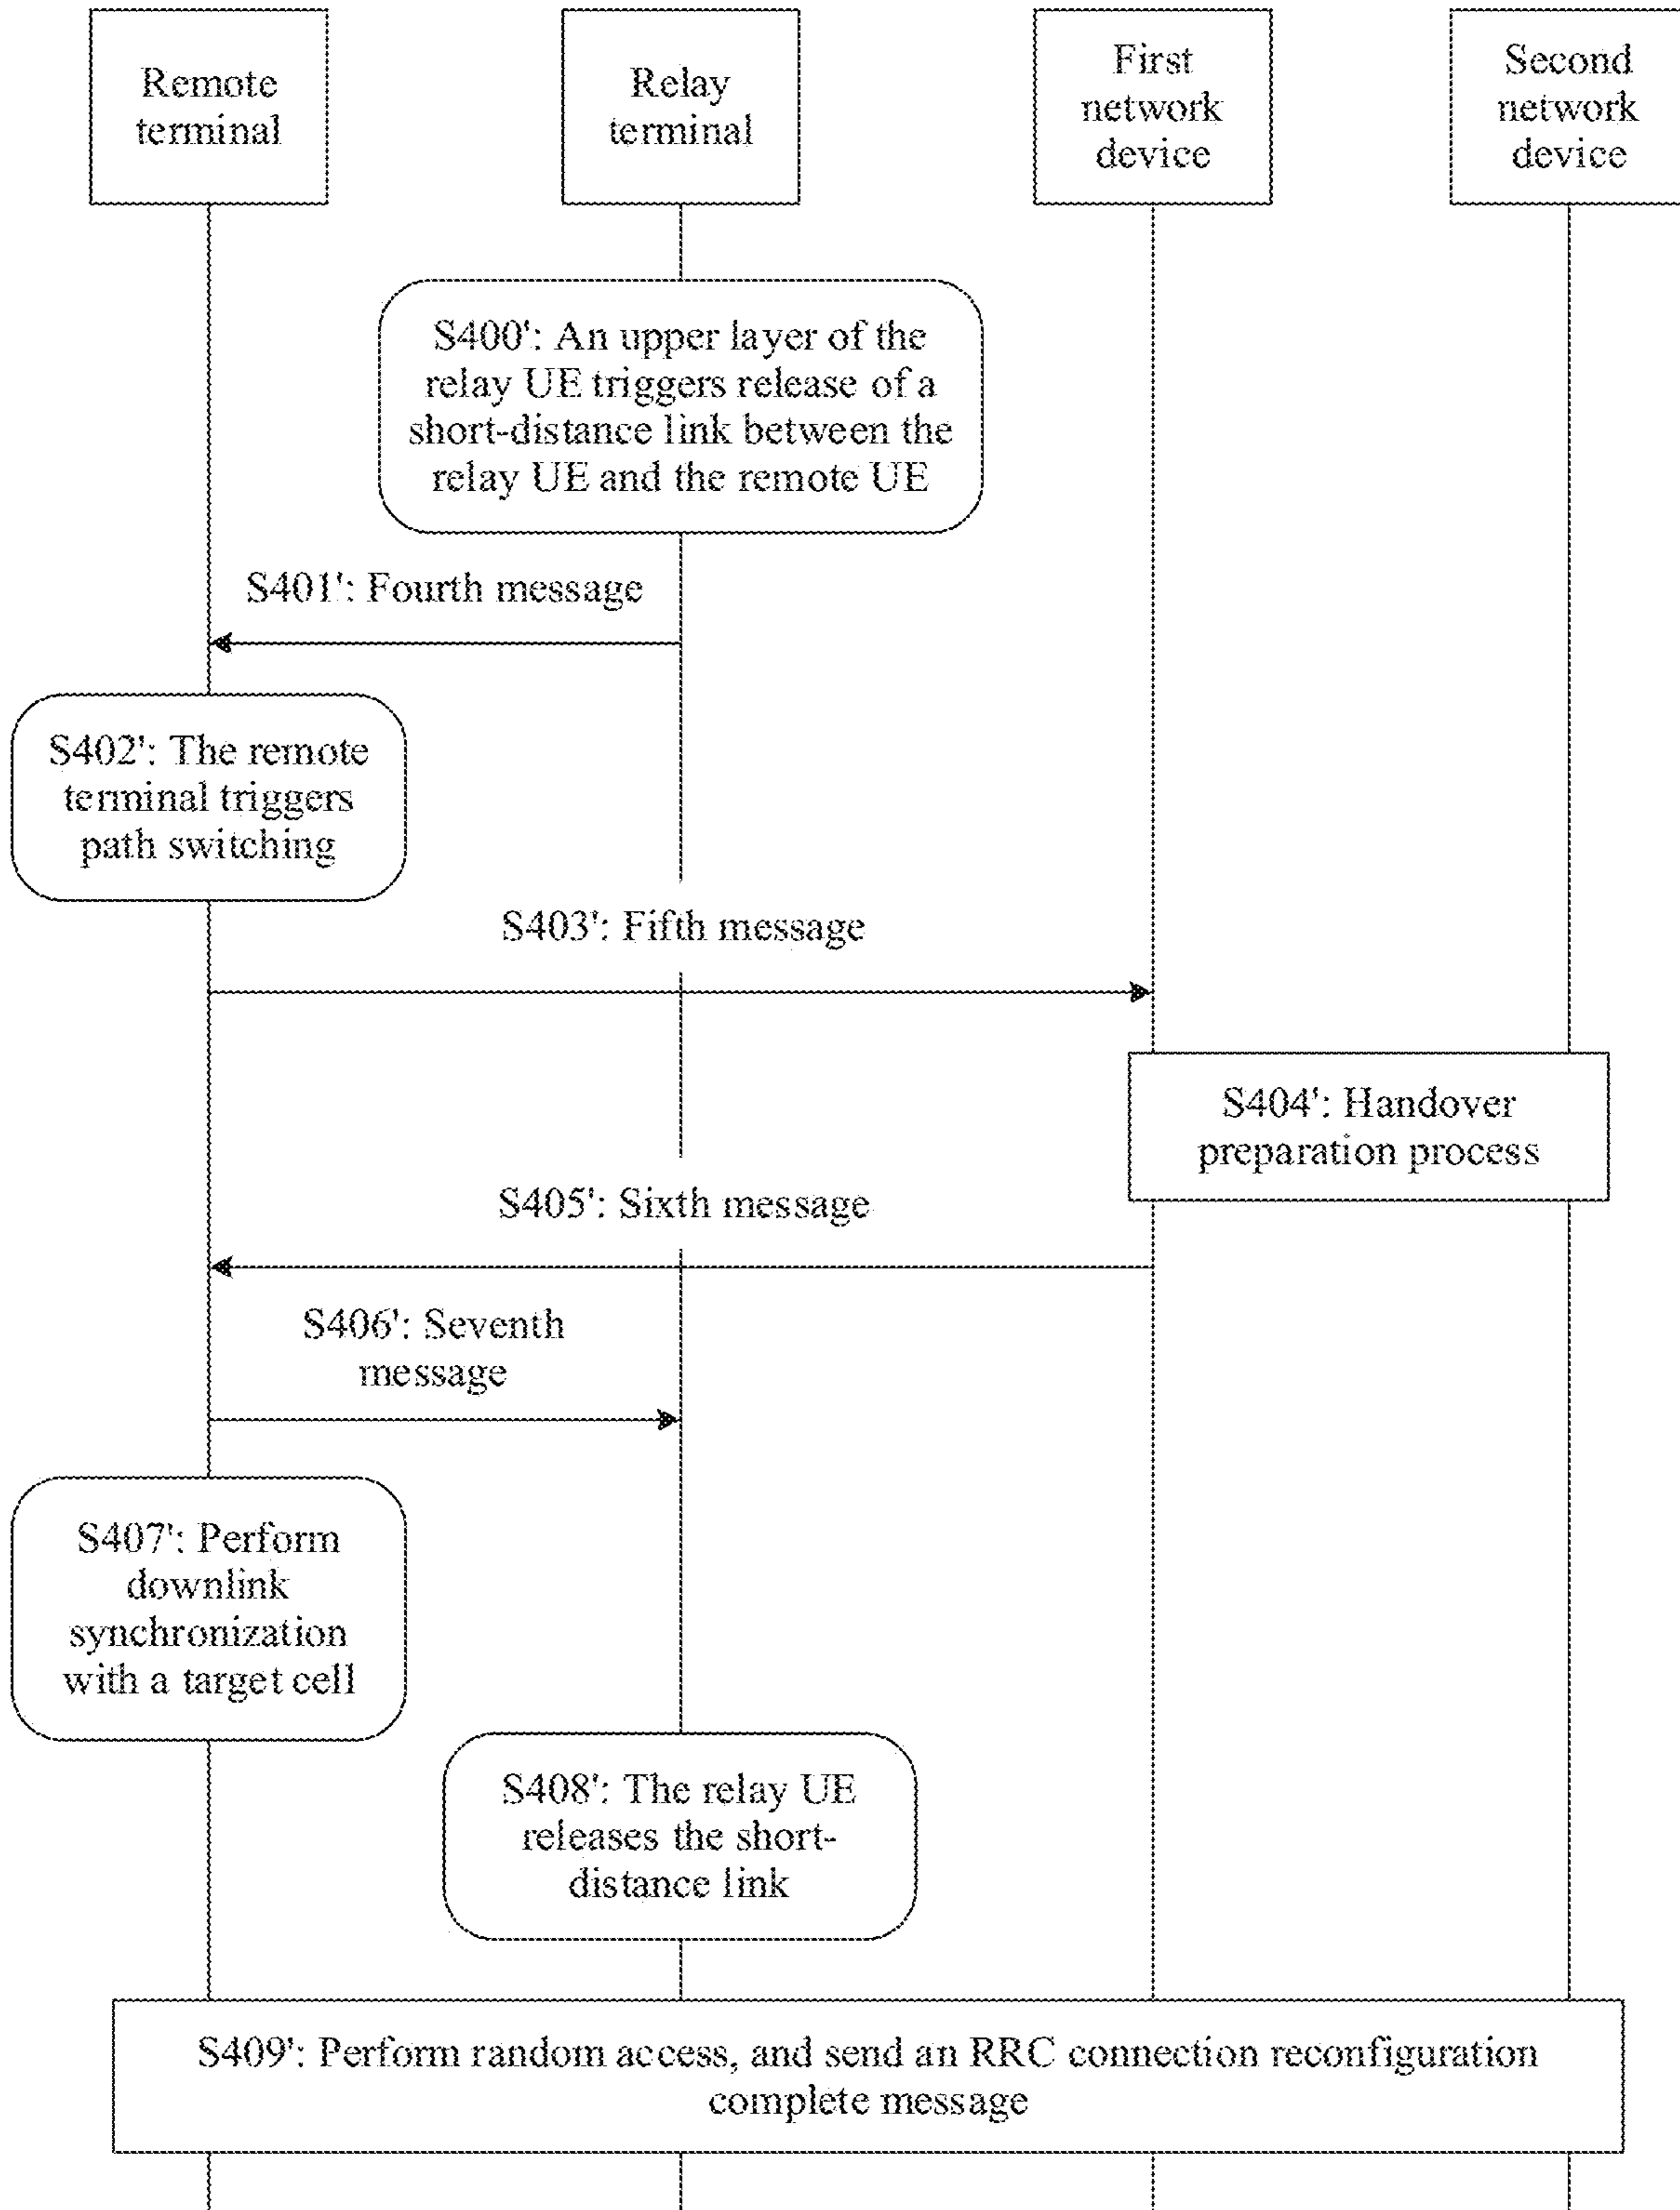 Remote
terminal
Relay
terminal
First
network
device
Second
network
device
S400': An upper layer of the
relay UE triggers release of a
short-distance link between the
relay UE and the remote UE
S401': Fourth message
S402': The remote
terminal triggers
path switching
S403': Fifth message
S404': Handover
preparation process
S405': Sixth message
S406': Seventh
message
S407': Perform
downlink
synchronization
with a target cell
S408': The relay UE
releases the short-
distance link
S409': Perform random access, and send an RRC connection reconfiguration
complete message